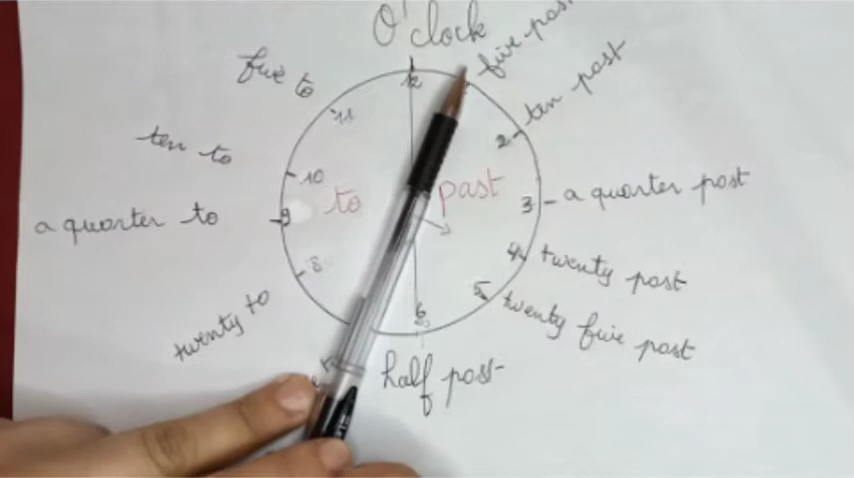 O'clock
five past
ten past
a quarter past
twenty past
twenty five past
half past
twenty to
a quarter to
ten to
five to
12
2
3
4
5
6
8
9
10
11
to
past